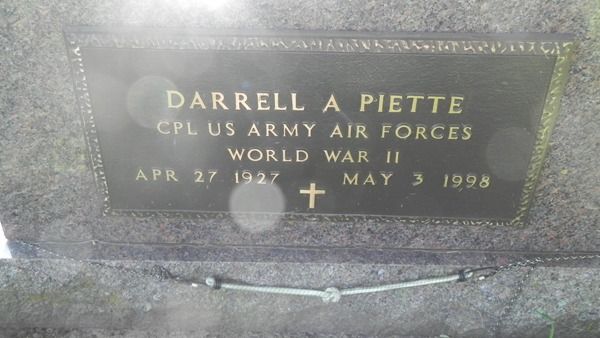 DARRELL A PIETTE
CPL US ARMY AIR FORCES
WORLD WAR II
APR 27 1927 MAY 3 1998